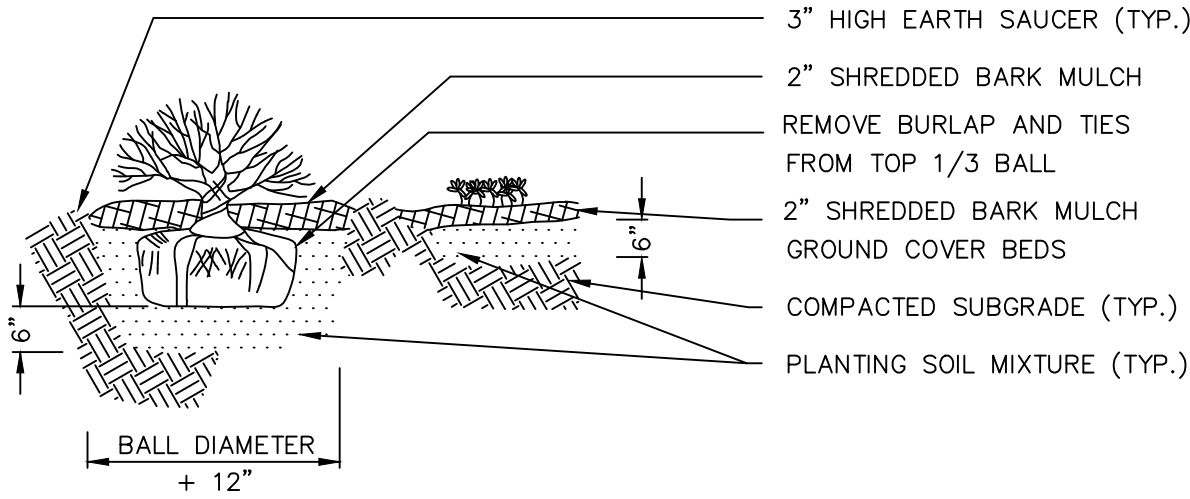 3” HIGH EARTH SAUCER (TYP.)
2” SHREDDED BARK MULCH
REMOVE BURLAP AND TIES
FROM TOP 1/3 BALL
2” SHREDDED BARK MULCH
GROUND COVER BEDS
6”
COMPACTED SUBGRADE (TYP.)
6”
PLANTING SOIL MIXTURE (TYP.)
BALL DIAMETER
+ 12”